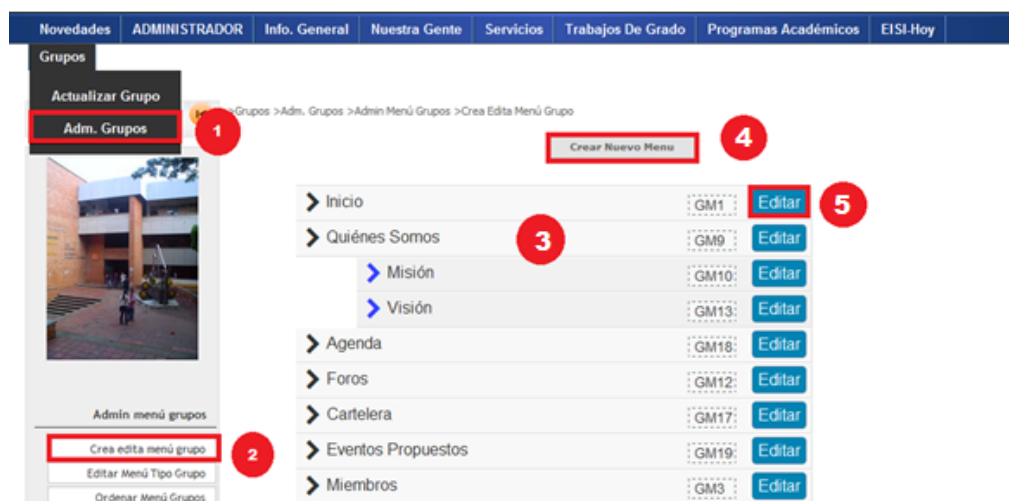 Novedades ADMINISTRADOR Info. General Nuestra Gente Servicios Trabajos De Grado Programas Académicos EISI-Hoy
Grupos
Actualizar Grupo
Adm. Grupos
1
>Grupos >Adm. Grupos >Admin Menú Grupos >Crea Edita Menú Grupo
Crear Nuevo Menu
4
Inicio GM1 Editar
5
Quiénes Somos GM9 Editar
3
Misión GM10 Editar
Visión GM13 Editar
Agenda GM18 Editar
Foros GM12 Editar
Cartelera GM17 Editar
Eventos Propuestos GM19 Editar
Miembros GM3 Editar
Admin menú grupos
Crea edita menú grupo
2
Editar Menú Tipo Grupo
Ordenar Menú Grupos